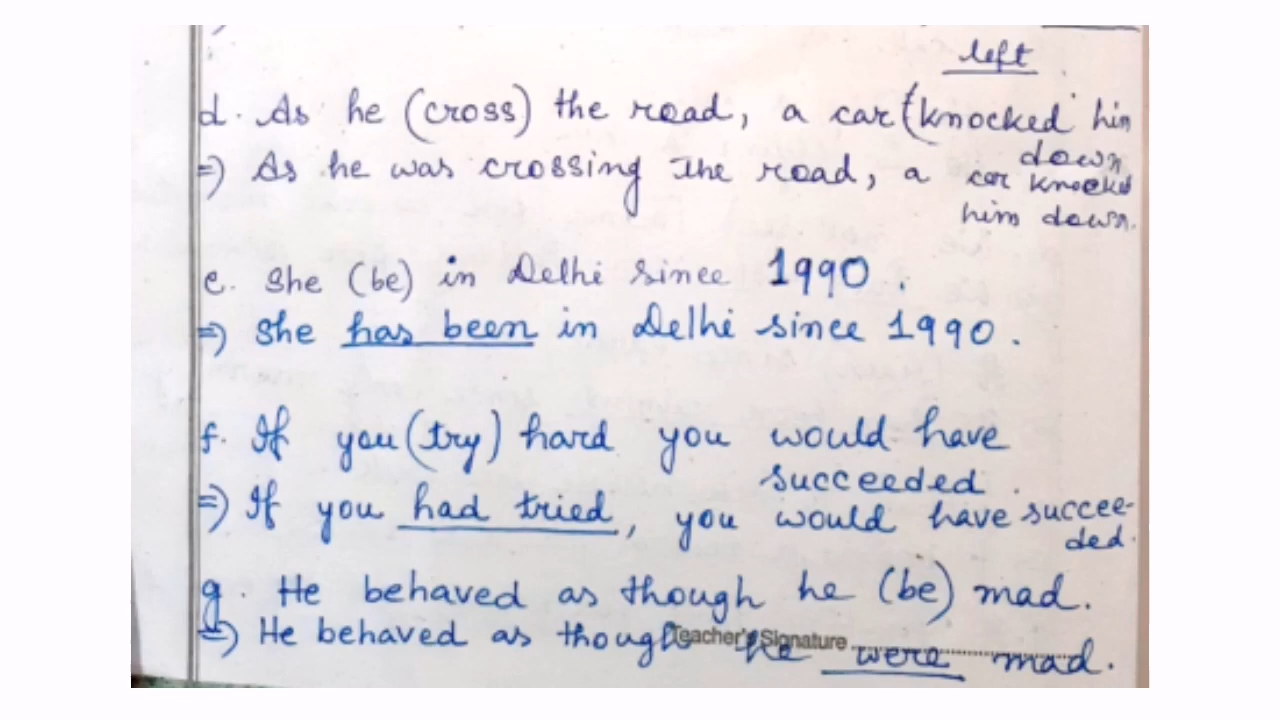 left
d. As he (cross) the road, a car (knocked him
down
⇒) As he was crossing the road, a car knocked
him down.
e. She (be) in Delhi since 1990.
⇒) She has been in Delhi since 1990.
f. If you (try) hard you would have
succeeded.
⇒) If you had tried, you would have succee-
ded.
g. He behaved as though he (be) mad.
⇒) He behaved as though he were mad.
Teacher's Signature